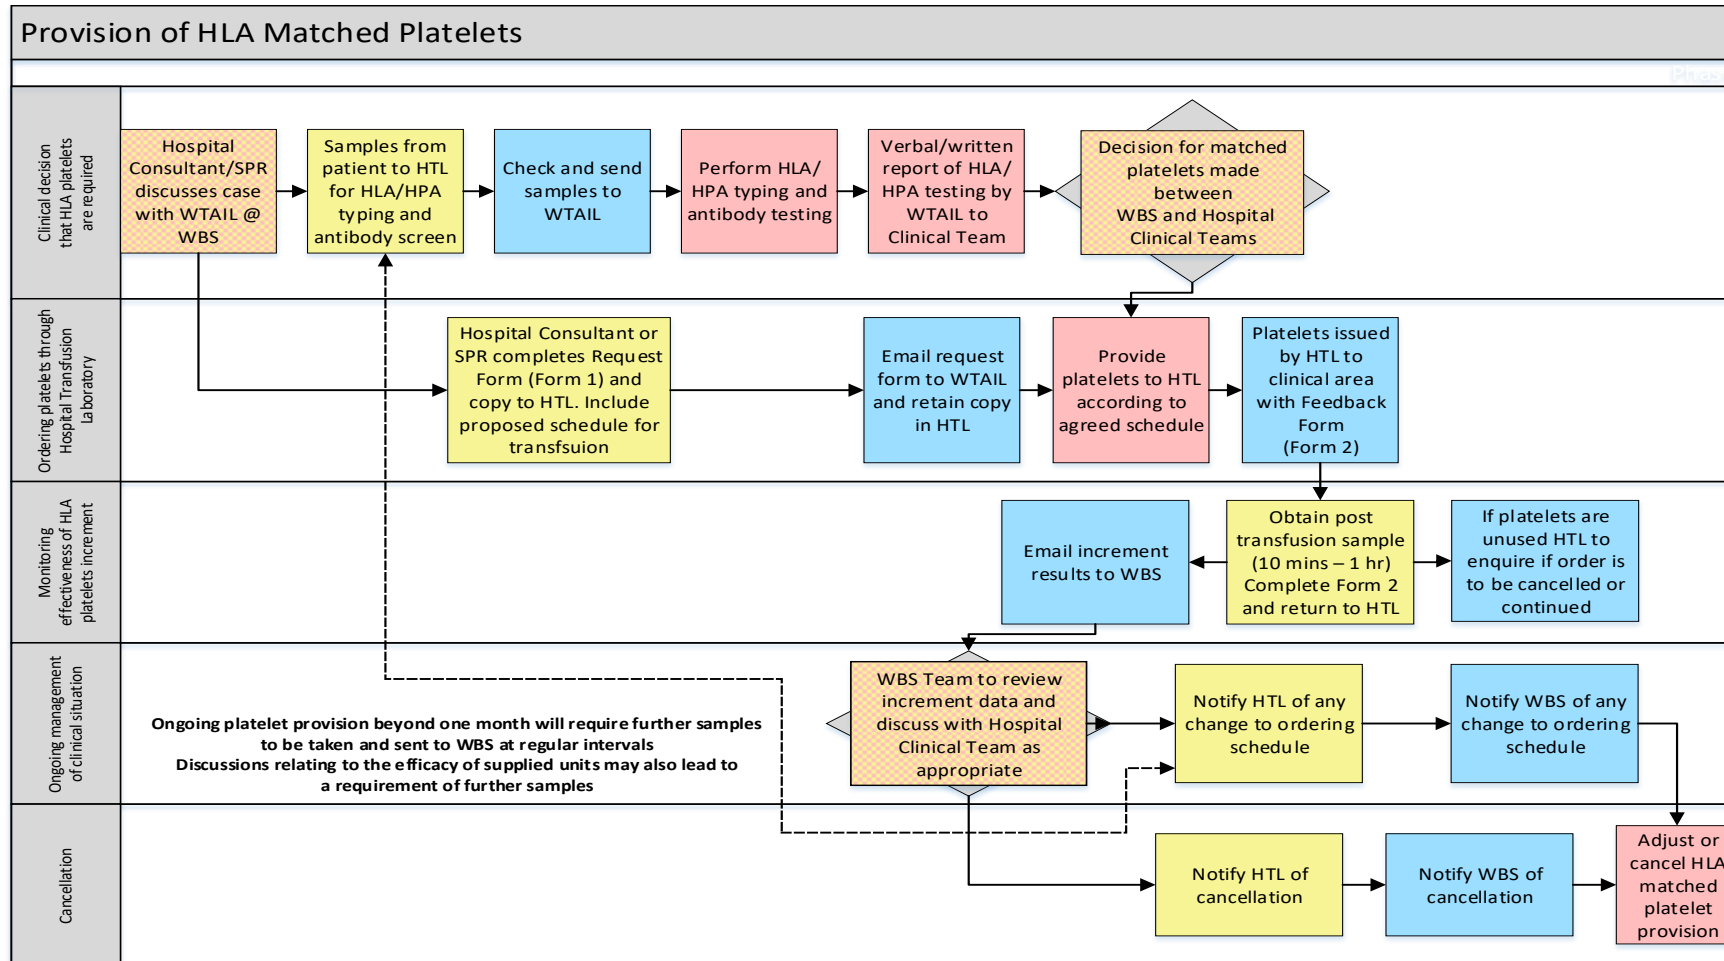 Provision of HLA Matched Platelets
Phase
Clinical decision
that HLA platelets
are required
Hospital
Consultant/SPR
discusses case
with WTAIL @
WBS
Samples from
patient to HTL
for HLA/HPA
typing and
antibody screen
Check and send
samples to
WTAIL
Perform HLA/
HPA typing and
antibody testing
Verbal/written
report of HLA/
HPA testing by
WTAIL to
Clinical Team
Decision for matched
platelets made
between
WBS and Hospital
Clinical Teams
Ordering platelets through
Hospital Transfusion
Laboratory
Hospital Consultant or
SPR completes Request
Form (Form 1) and
copy to HTL. Include
proposed schedule for
transfsuion
Email request
form to WTAIL
and retain copy
in HTL
Provide
platelets to HTL
according to
agreed schedule
Platelets issued
by HTL to
clinical area
with Feedback
Form
(Form 2)
Monitoring
effectiveness of HLA
platelets increment
Email increment
results to WBS
Obtain post
transfusion sample
(10 mins – 1 hr)
Complete Form 2
and return to HTL
If platelets are
unused HTL to
enquire if order is
to be cancelled or
continued
Ongoing management
of clinical situation
Ongoing platelet provision beyond one month will require further samples
to be taken and sent to WBS at regular intervals
Discussions relating to the efficacy of supplied units may also lead to
a requirement of further samples
WBS Team to review
increment data and
discuss with Hospital
Clinical Team as
appropriate
Notify HTL of any
change to ordering
schedule
Notify WBS of any
change to ordering
schedule
Cancellation
Notify HTL of
cancellation
Notify WBS of
cancellation
Adjust or
cancel HLA
matched
platelet
provision